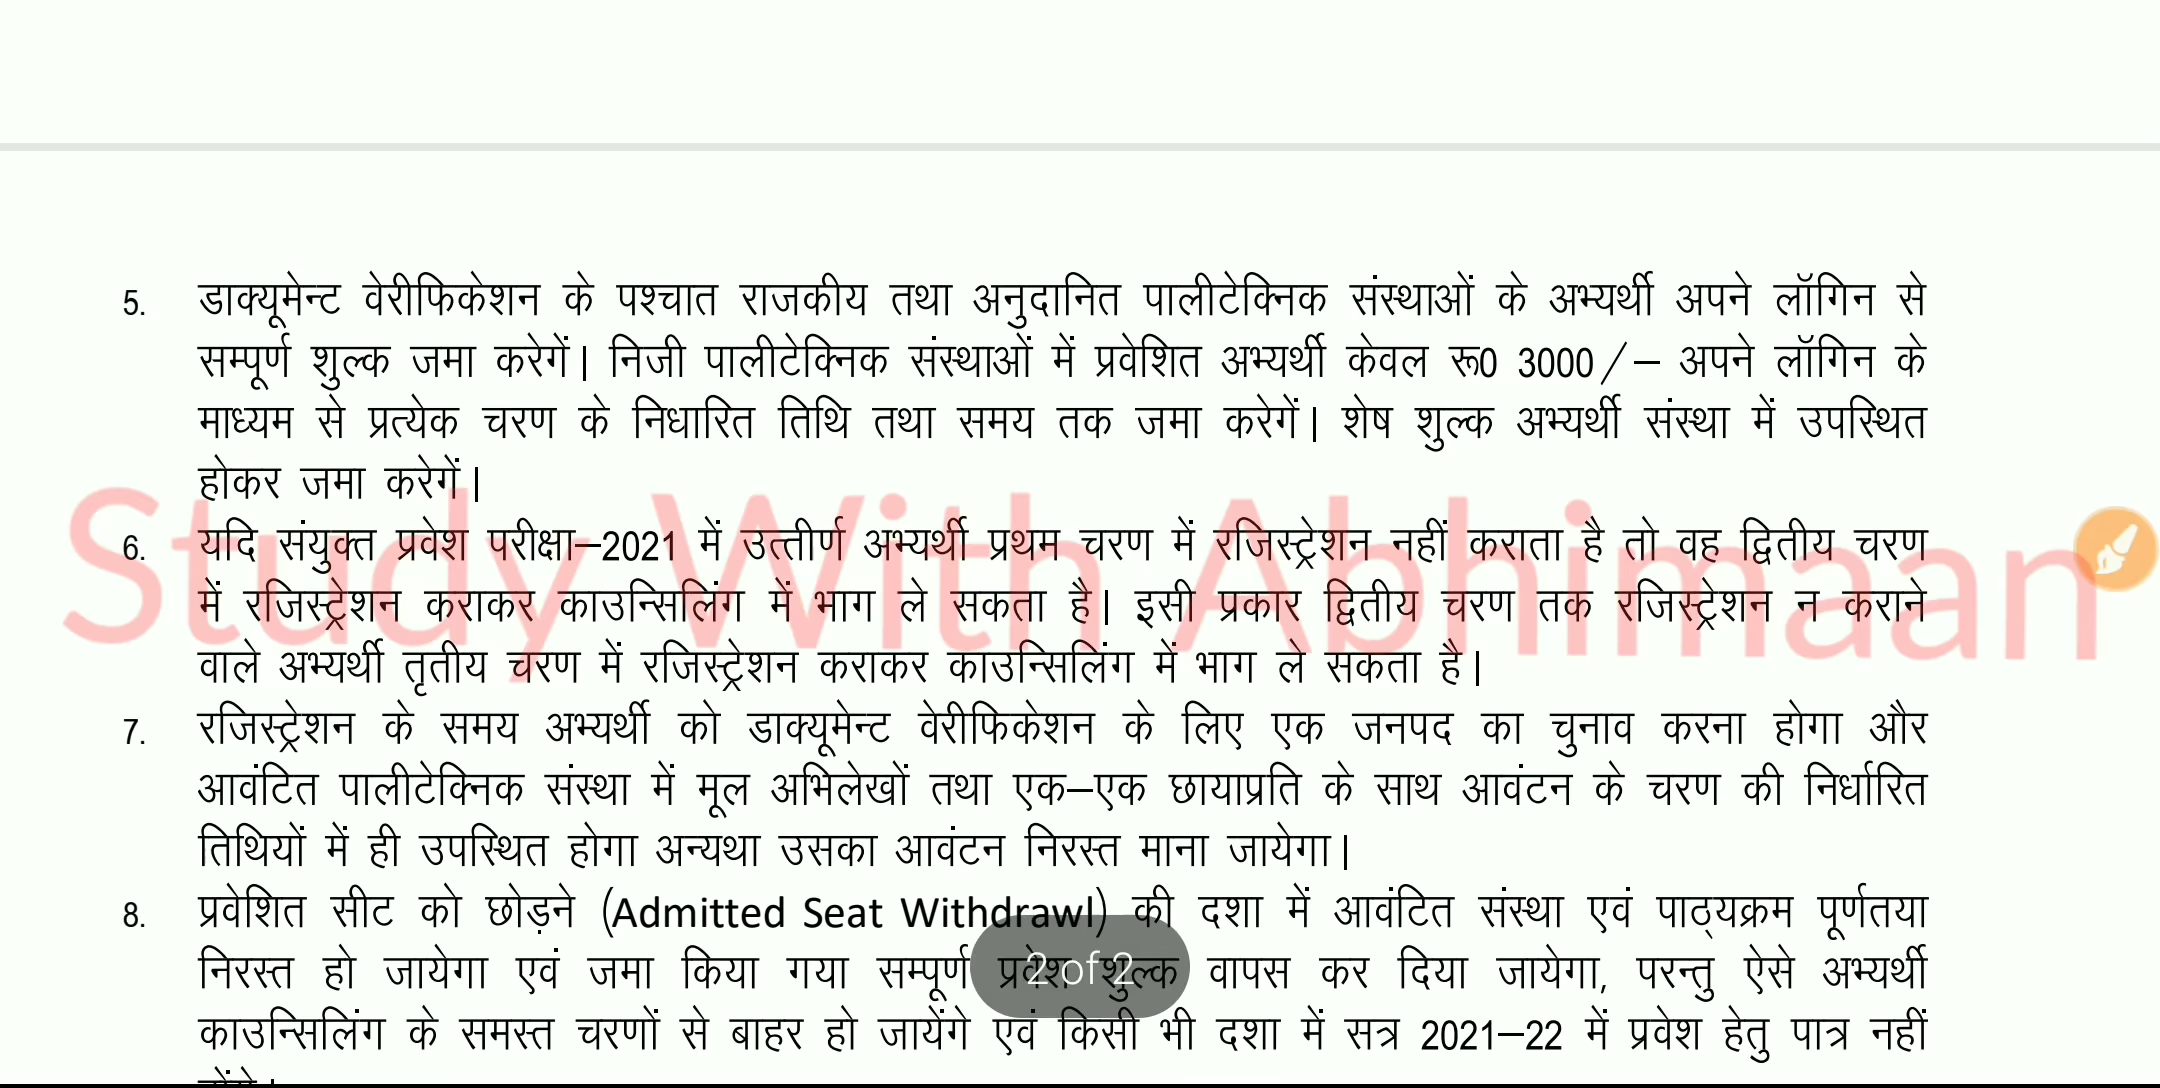 5. डाक्यूमेन्ट वेरीफिकेशन के पश्चात राजकीय तथा अनुदानित पालीटेक्निक संस्थाओं के अभ्यर्थी अपने लॉगिन से
सम्पूर्ण शुल्क जमा करेगें। निजी पालीटेक्निक संस्थाओं में प्रवेशित अभ्यर्थी केवल रू0 3000/– अपने लॉगिन के
माध्यम से प्रत्येक चरण के निधारित तिथि तथा समय तक जमा करेगें। शेष शुल्क अभ्यर्थी संस्था में उपस्थित
होकर जमा करेगें।
Study With Abhimaan
6. यदि संयुक्त प्रवेश परीक्षा–2021 में उत्तीर्ण अभ्यर्थी प्रथम चरण में रजिस्ट्रेशन नहीं कराता है तो वह द्वितीय चरण
में रजिस्ट्रेशन कराकर काउन्सिलिंग में भाग ले सकता है। इसी प्रकार द्वितीय चरण तक रजिस्ट्रेशन न कराने
वाले अभ्यर्थी तृतीय चरण में रजिस्ट्रेशन कराकर काउन्सिलिंग में भाग ले सकता है।
7. रजिस्ट्रेशन के समय अभ्यर्थी को डाक्यूमेन्ट वेरीफिकेशन के लिए एक जनपद का चुनाव करना होगा और
आवंटित पालीटेक्निक संस्था में मूल अभिलेखों तथा एक–एक छायाप्रति के साथ आवंटन के चरण की निर्धारित
तिथियों में ही उपस्थित होगा अन्यथा उसका आवंटन निरस्त माना जायेगा।
8. प्रवेशित सीट को छोड़ने (Admitted Seat Withdrawl) की दशा में आवंटित संस्था एवं पाठ्यक्रम पूर्णतया
निरस्त हो जायेगा एवं जमा किया गया सम्पूर्ण प्रवेश शुल्क वापस कर दिया जायेगा, परन्तु ऐसे अभ्यर्थी
2 of 2
काउन्सिलिंग के समस्त चरणों से बाहर हो जायेंगे एवं किसी भी दशा में सत्र 2021–22 में प्रवेश हेतु पात्र नहीं